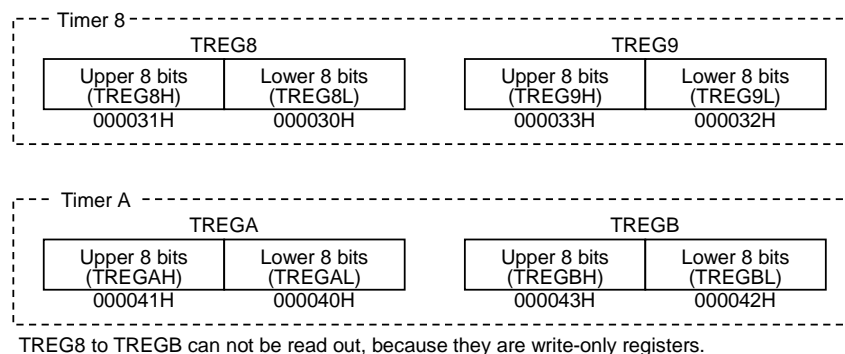 Timer 8
TREG8 TREG9
Upper 8 bits Lower 8 bits Upper 8 bits Lower 8 bits
(TREG8H) (TREG8L) (TREG9H) (TREG9L)
000031H 000030H 000033H 000032H
Timer A
TREGA TREGB
Upper 8 bits Lower 8 bits Upper 8 bits Lower 8 bits
(TREGAH) (TREGAL) (TREGBH) (TREGBL)
000041H 000040H 000043H 000042H
TREG8 to TREGB can not be read out, because they are write-only registers.